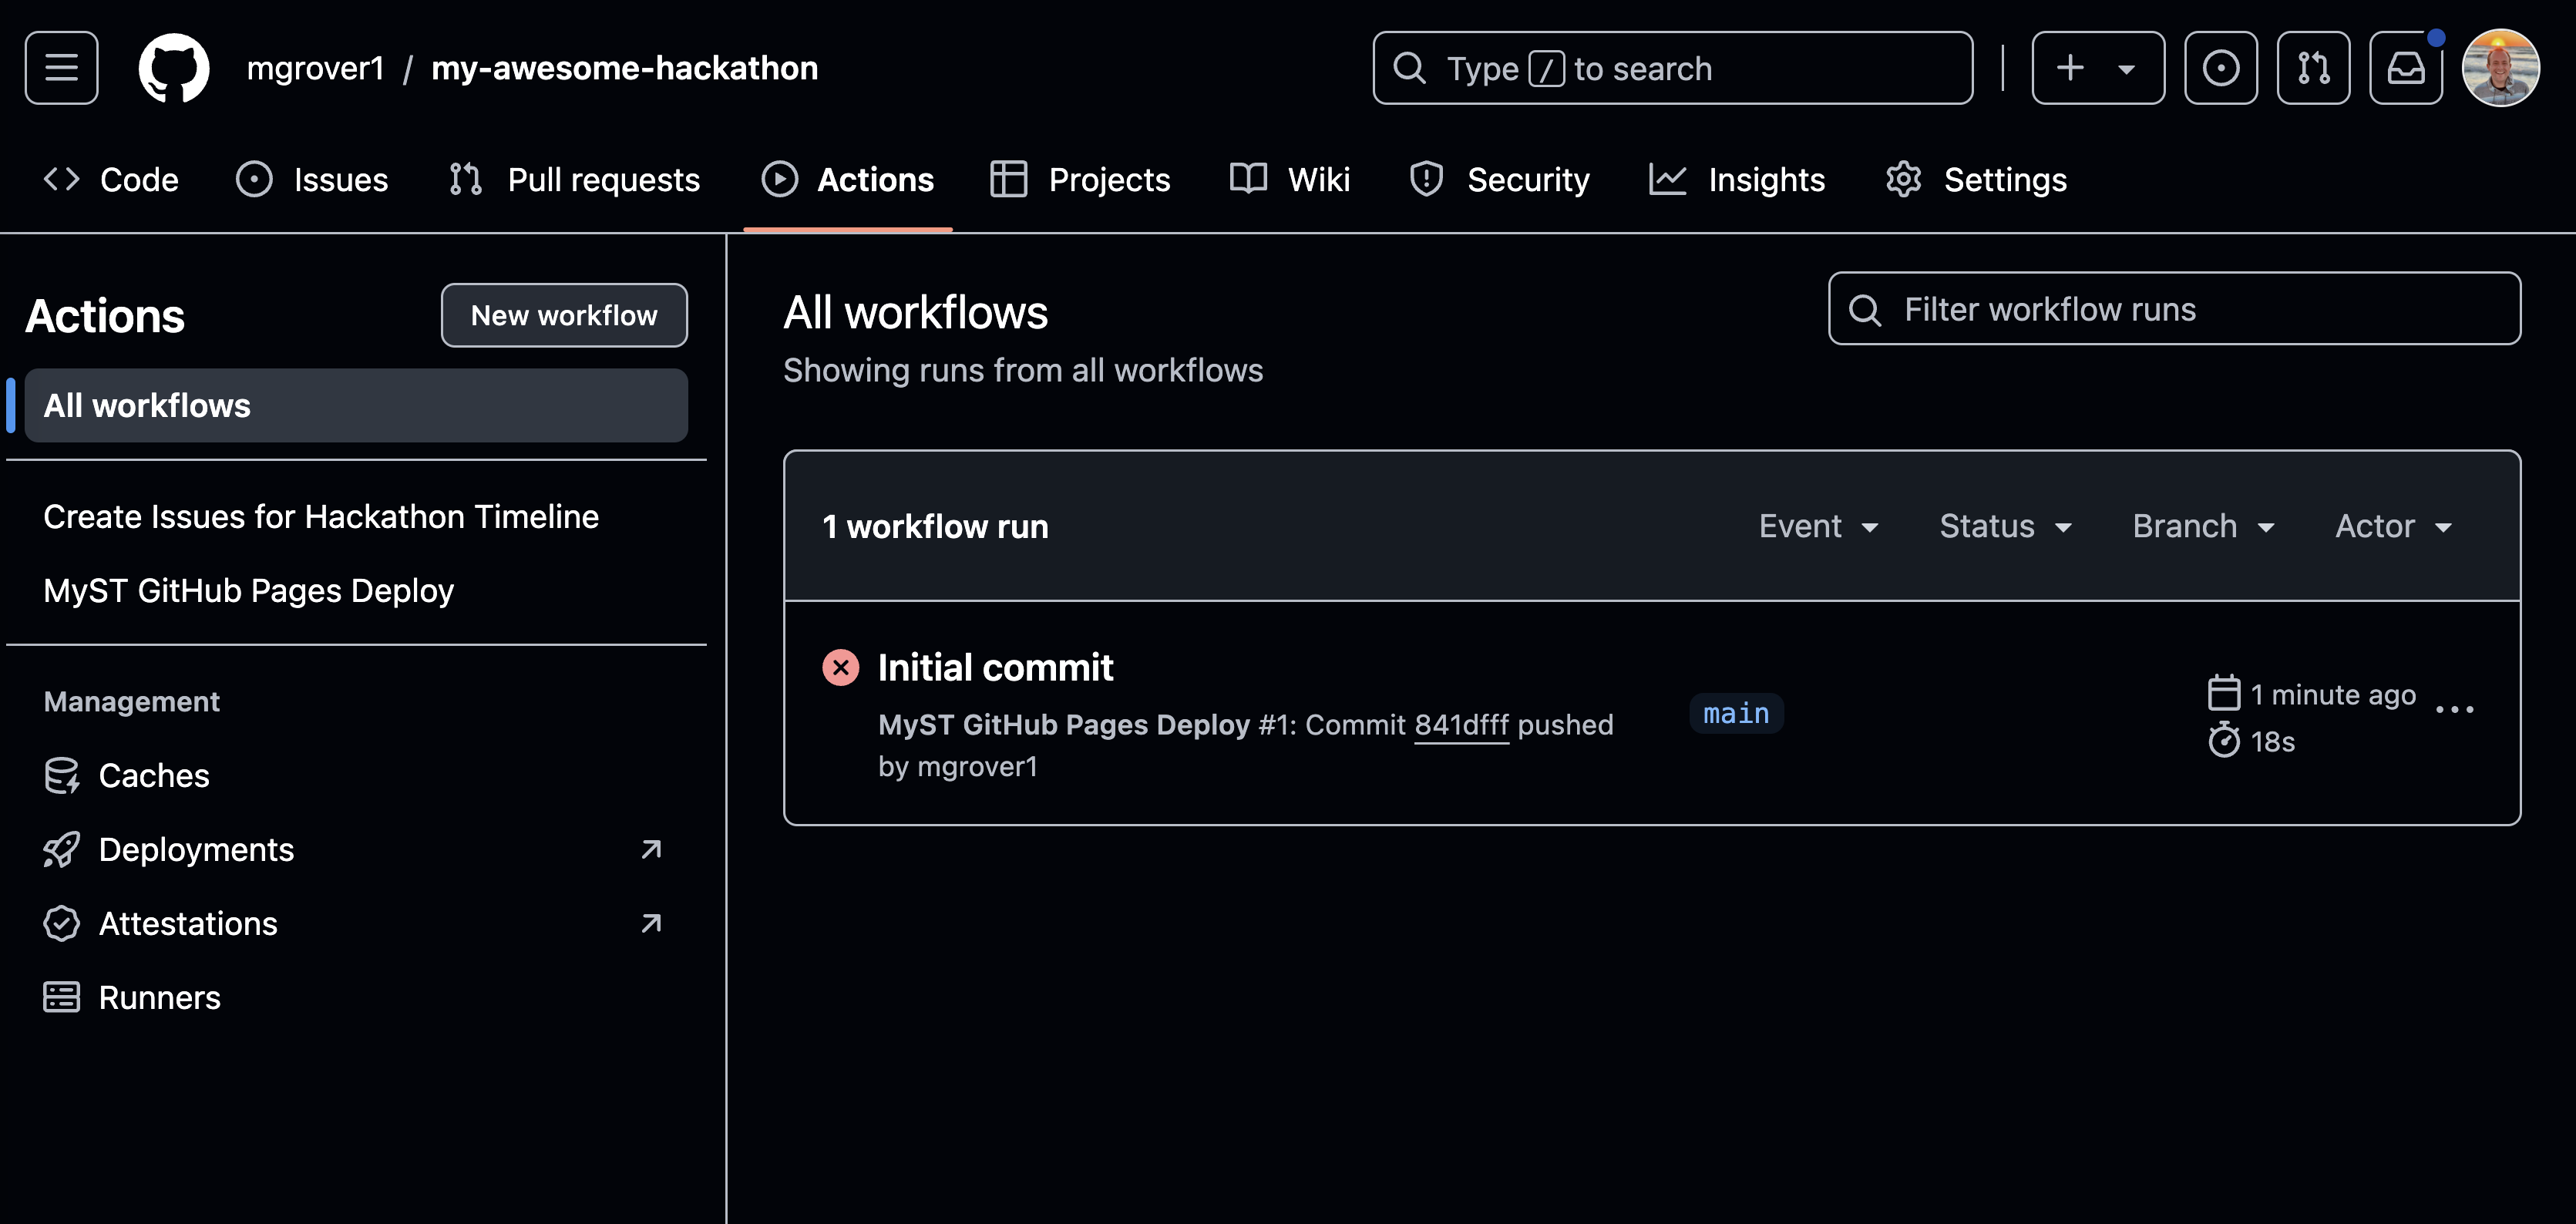 mgrover1 / my-awesome-hackathon
Type / to search
Code
Issues
Pull requests
Actions
Projects
Wiki
Security
Insights
Settings
Actions
New workflow
All workflows
Create Issues for Hackathon Timeline
MyST GitHub Pages Deploy
Management
Caches
Deployments
Attestations
Runners
All workflows
Showing runs from all workflows
Filter workflow runs
1 workflow run
Event
Status
Branch
Actor
Initial commit
MyST GitHub Pages Deploy #1: Commit 841dfff pushed
by mgrover1
main
1 minute ago
18s